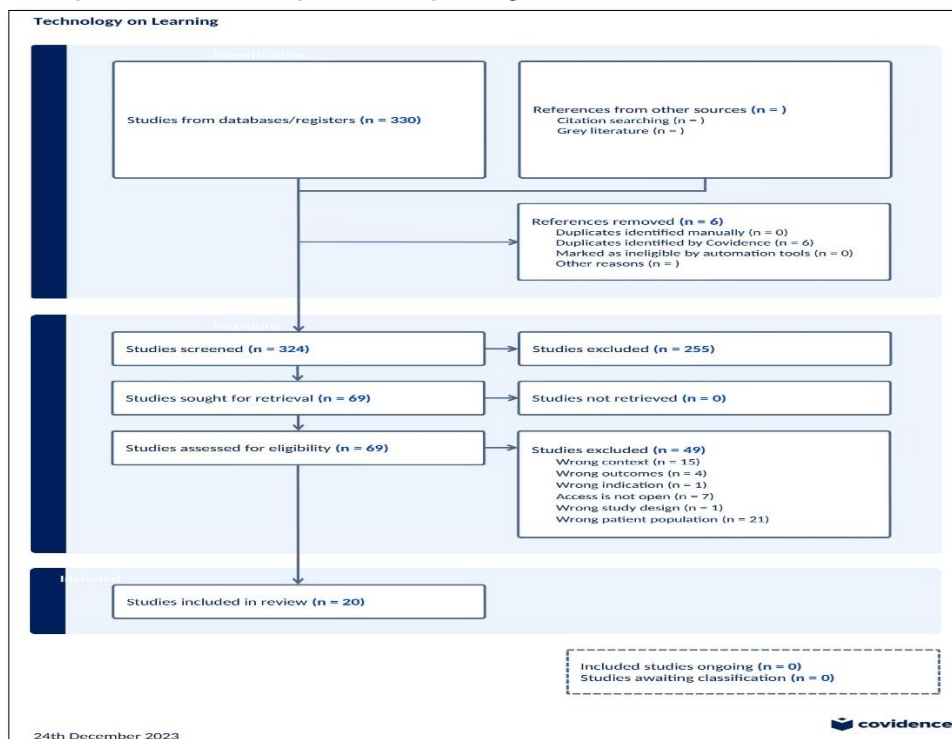 Technology on Learning
Identification
Studies from databases/registers (n = 330)
References from other sources (n = )
Citation searching (n = )
Grey literature (n = )
References removed (n = 6)
Duplicates identified manually (n = 0)
Duplicates identified by Covidence (n = 6)
Marked as ineligible by automation tools (n = 0)
Other reasons (n = )
Screening
Studies screened (n = 324)
Studies excluded (n = 255)
Studies sought for retrieval (n = 69)
Studies not retrieved (n = 0)
Studies assessed for eligibility (n = 69)
Studies excluded (n = 49)
Wrong context (n = 15)
Wrong outcomes (n = 4)
Wrong indication (n = 1)
Access is not open (n = 7)
Wrong study design (n = 1)
Wrong patient population (n = 21)
Included
Studies included in review (n = 20)
Included studies ongoing (n = 0)
Studies awaiting classification (n = 0)
24th December 2023
covidence